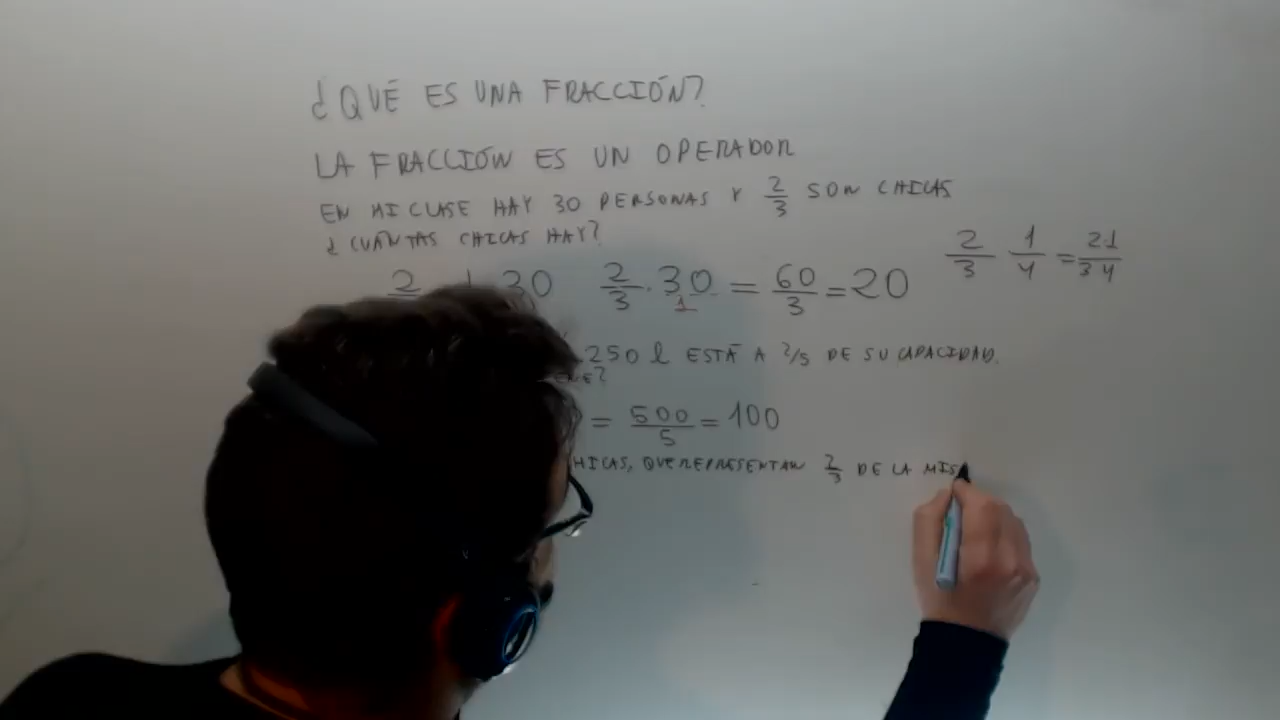 ¿QUÉ ES UNA FRACCIÓN?
LA FRACCIÓN ES UN OPERADOR
EN MI CLASE HAY 30 PERSONAS Y 2/3 SON CHICAS
¿CUÁNTAS CHICAS HAY?
2 30 2/3 · 30/1 = 60/3 = 20
2/3 1/4 = 21/34
250 l ESTÁ A 2/5 DE SU CAPACIDAD.
= 500/5 = 100
HICAS, QUE REPRESENTAN 2/3 DE LA MIS